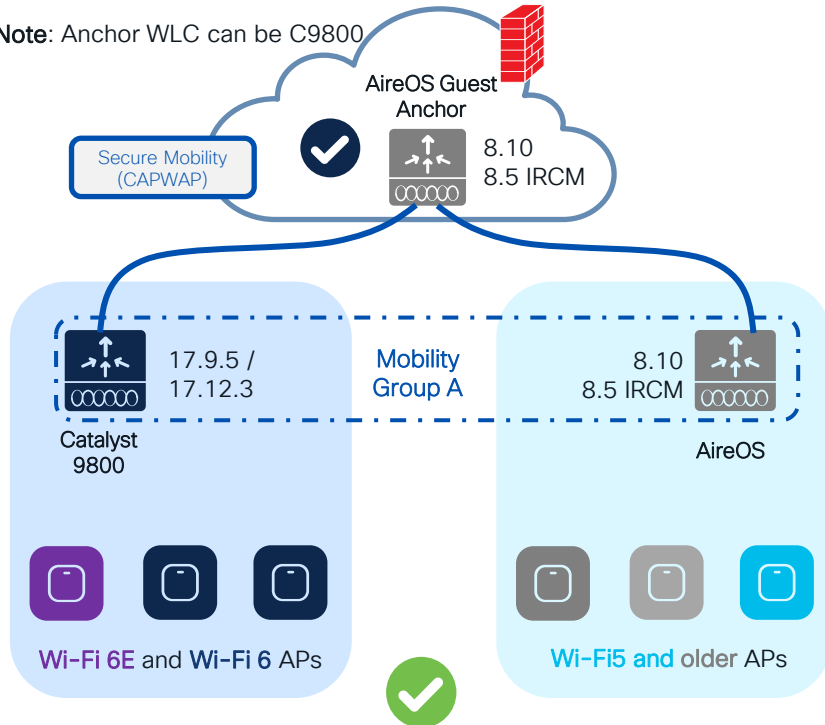 Note: Anchor WLC can be C9800
AireOS Guest
Anchor
Secure Mobility
(CAPWAP)
8.10
8.5 IRCM
17.9.5 /
17.12.3
Mobility
Group A
8.10
8.5 IRCM
Catalyst
9800
AireOS
Wi-Fi 6E and Wi-Fi 6 APs
Wi-Fi5 and older APs